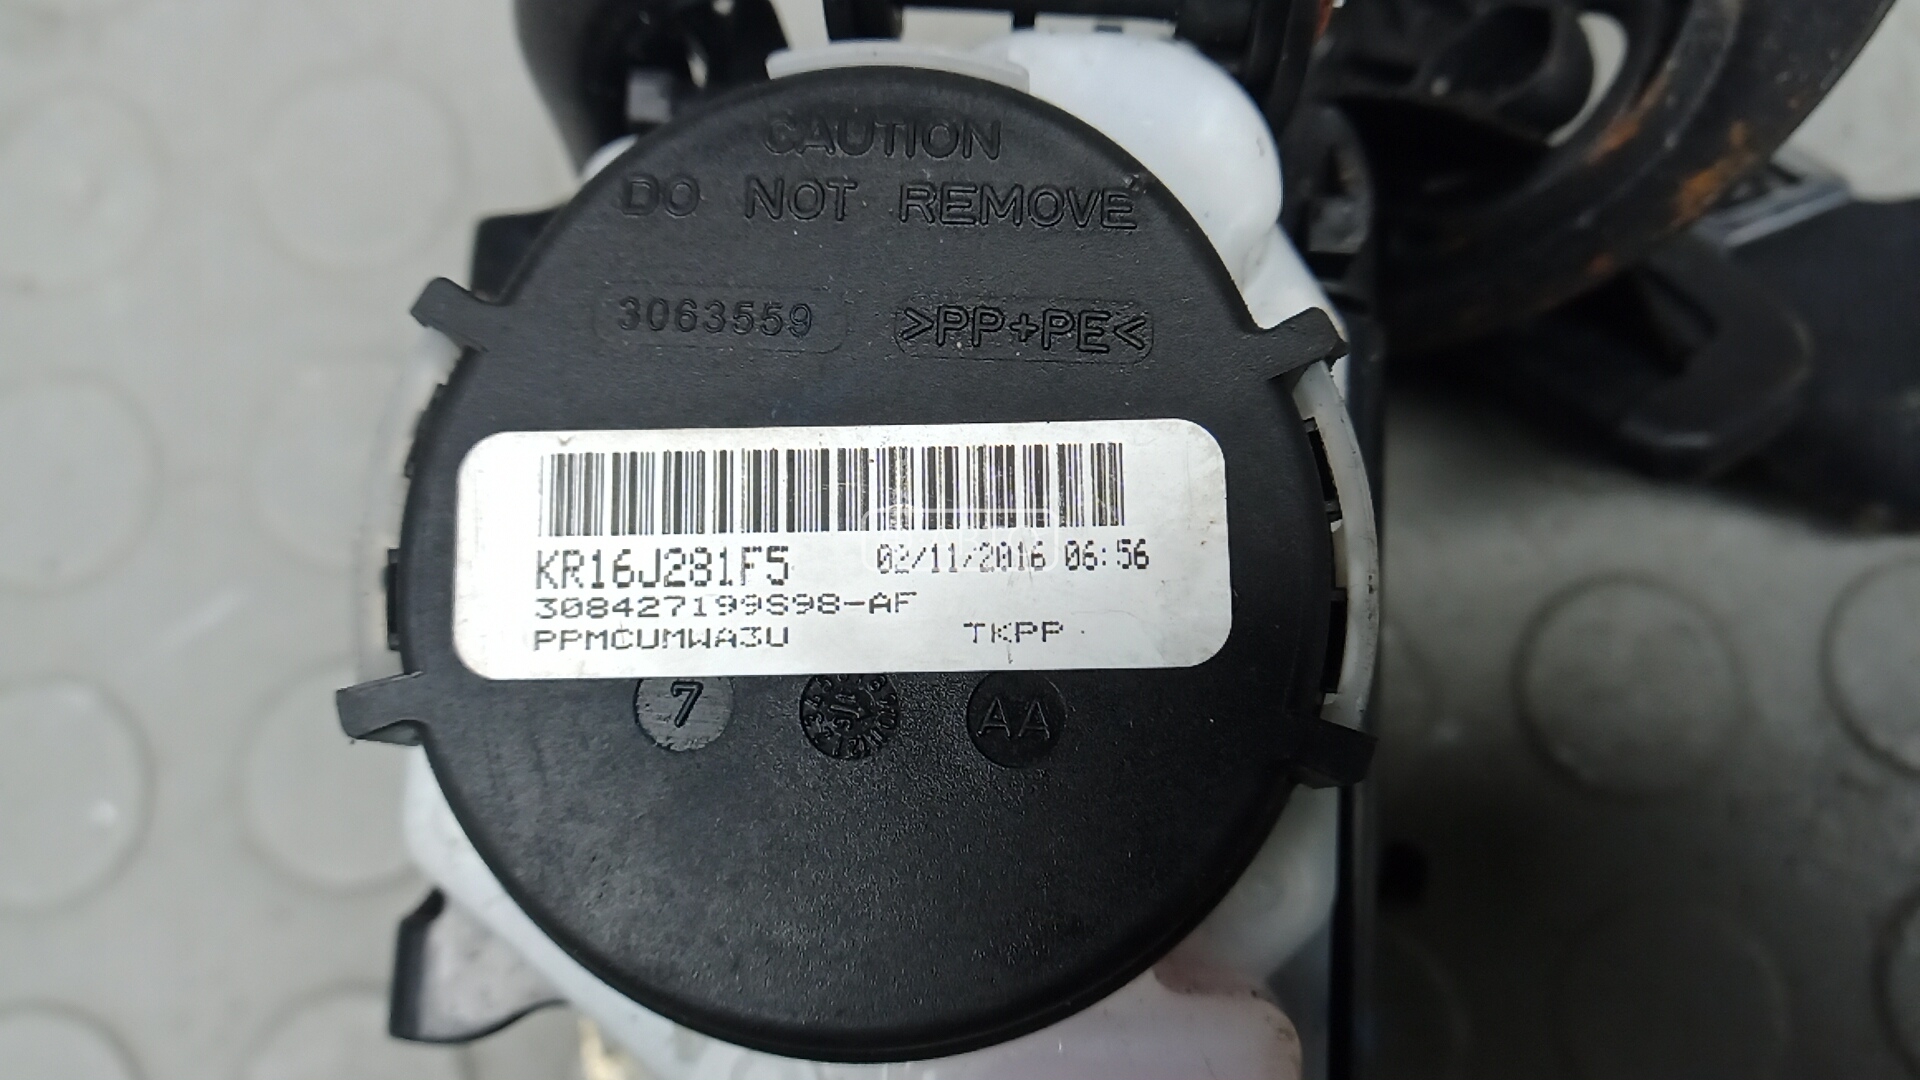 CAUTION
DO NOT REMOVE
3063559 >PP+PE<
KR16J281F5 02/11/2016 06:56
308427199S98-AF
PPMCUMWA3U TKPP
7 AA